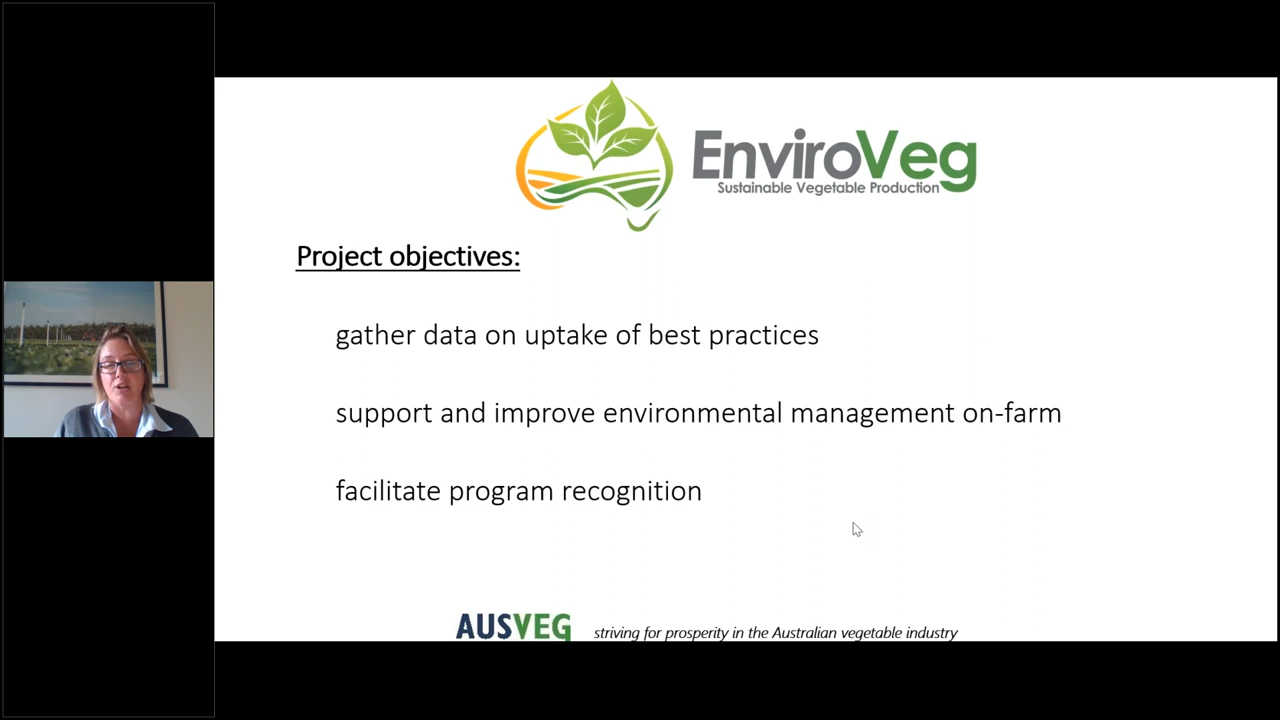 EnviroVeg
Sustainable Vegetable Production
Project objectives:
gather data on uptake of best practices
support and improve environmental management on-farm
facilitate program recognition
AUSVEG striving for prosperity in the Australian vegetable industry